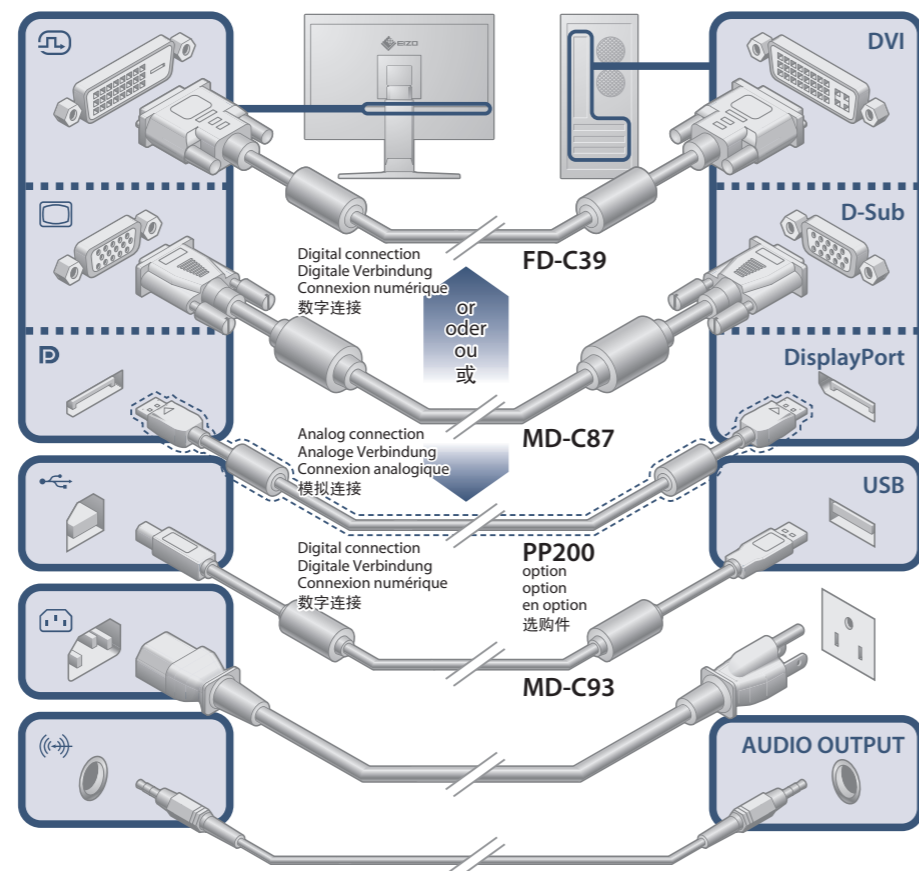 EIZO
DVI
D-Sub
Digital connection
Digitale Verbindung
Connexion numérique
数字连接
FD-C39
or
oder
ou
或
DisplayPort
MD-C87
Analog connection
Analoge Verbindung
Connexion analogique
模拟连接
USB
Digital connection
Digitale Verbindung
Connexion numérique
数字连接
PP200
option
option
en option
选购件
MD-C93
AUDIO OUTPUT